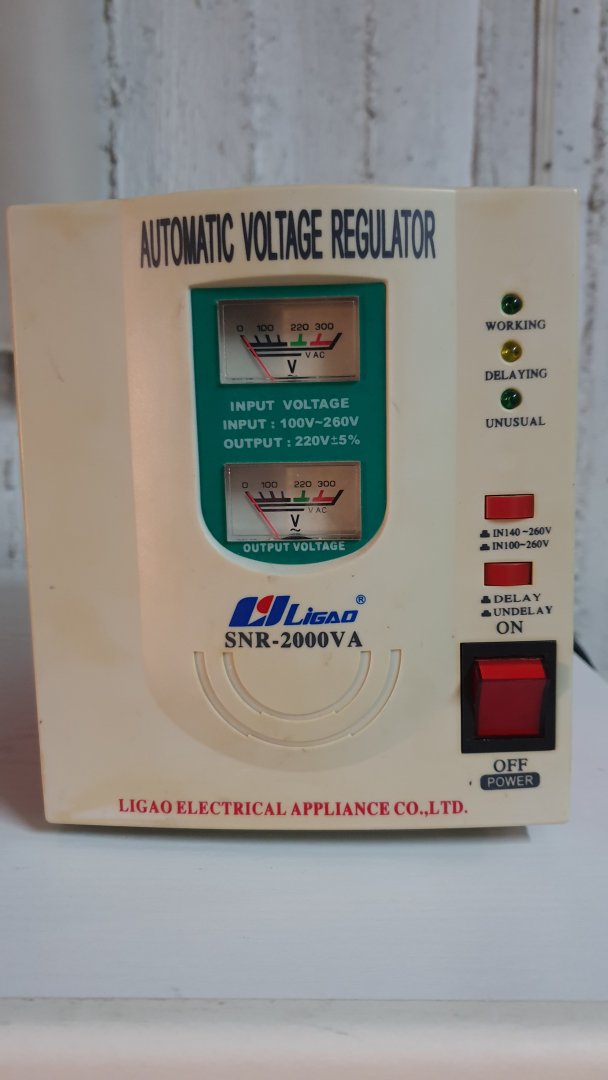 AUTOMATIC VOLTAGE REGULATOR
0 100 220 300
V AC
V
~
INPUT VOLTAGE
INPUT : 100V~260V
OUTPUT : 220V±5%
0 100 220 300
V AC
V
~
OUTPUT VOLTAGE
LiGAO ®
SNR-2000VA
WORKING
DELAYING
UNUSUAL
IN140~260V
IN100~260V
DELAY
UNDELAY
ON
OFF
POWER
LIGAO ELECTRICAL APPLIANCE CO.,LTD.